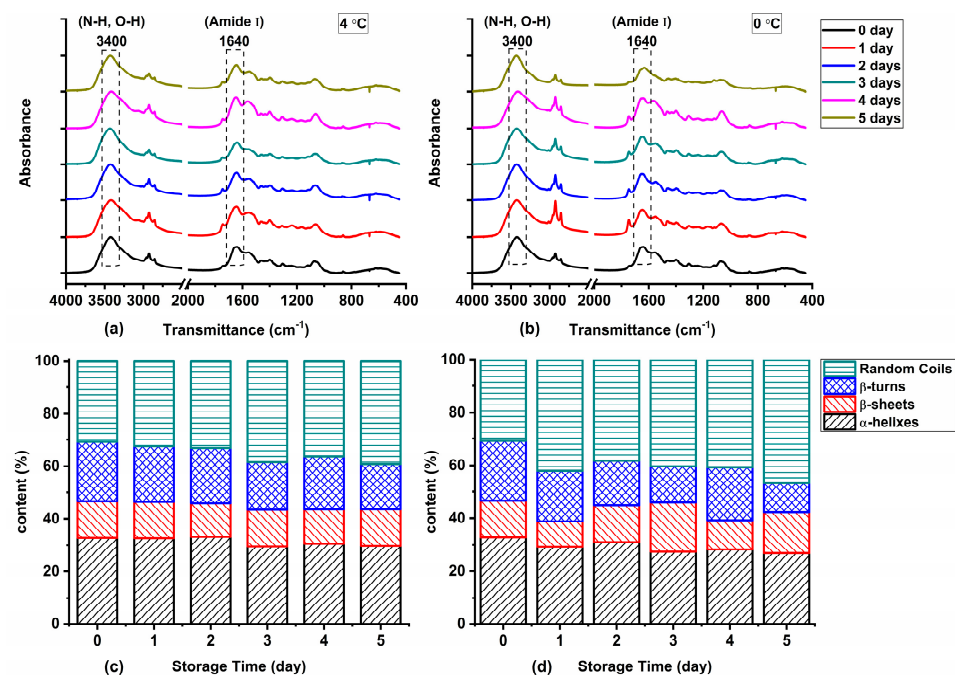 (N-H, O-H)
3400
(Amide I)
1640
4 °C
Absorbance
4000 3500 3000 2000 1600 1200 800 400
(a) Transmittance (cm⁻¹)
(N-H, O-H)
3400
(Amide I)
1640
0 °C
Absorbance
4000 3500 3000 2000 1600 1200 800 400
(b) Transmittance (cm⁻¹)
0 day
1 day
2 days
3 days
4 days
5 days
100
80
60
40
20
0
content (%)
0 1 2 3 4 5
(c) Storage Time (day)
100
80
60
40
20
0
content (%)
0 1 2 3 4 5
(d) Storage Time (day)
Random Coils
β-turns
β-sheets
α-helixes